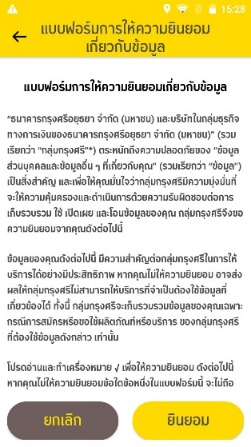 15:28
แบบฟอร์มการให้ความยินยอม
เกี่ยวกับข้อมูล
แบบฟอร์มการให้ความยินยอมเกี่ยวกับข้อมูล
"ธนาคารกรุงศรีอยุธยา จำกัด (มหาชน) และบริษัทในกลุ่มธุรกิจ
ทางการเงินของธนาคารกรุงศรีอยุธยา จำกัด (มหาชน)" (รวม
เรียกว่า "กลุ่มกรุงศรี"*) ตระหนักถึงความปลอดภัยของ "ข้อมูล
ส่วนบุคคลและข้อมูลอื่น ๆ ที่เกี่ยวกับคุณ" (รวมเรียกว่า "ข้อมูล")
เป็นสิ่งสำคัญ และเพื่อให้คุณมั่นใจว่ากลุ่มกรุงศรีมีความมุ่งมั่นที่
จะให้ความคุ้มครองและดำเนินการด้วยความรับผิดชอบต่อการ
เก็บรวบรวม ใช้ เปิดเผย และโอนข้อมูลของคุณ กลุ่มกรุงศรีจึงขอ
ความยินยอมจากคุณดังต่อไปนี้
ข้อมูลของคุณดังต่อไปนี้ มีความสำคัญต่อกลุ่มกรุงศรีในการให้
บริการได้อย่างมีประสิทธิภาพ หากคุณไม่ให้ความยินยอม อาจส่ง
ผลให้กลุ่มกรุงศรีไม่สามารถให้บริการที่จำเป็นต้องใช้ข้อมูลที่
เกี่ยวข้องได้ ทั้งนี้ กลุ่มกรุงศรีจะเก็บรวบรวมข้อมูลของคุณเฉพาะ
กรณีการสมัครหรือขอใช้ผลิตภัณฑ์หรือบริการ ของกลุ่มกรุงศรี
ที่ต้องใช้ข้อมูลดังกล่าว เท่านั้น
โปรดอ่านและทำเครื่องหมาย √ เพื่อให้ความยินยอม ดังต่อไปนี้
หากคุณไม่ให้ความยินยอมข้อใดข้อหนึ่งในแบบฟอร์มนี้ จะไม่ถือ
ยกเลิก
ยินยอม